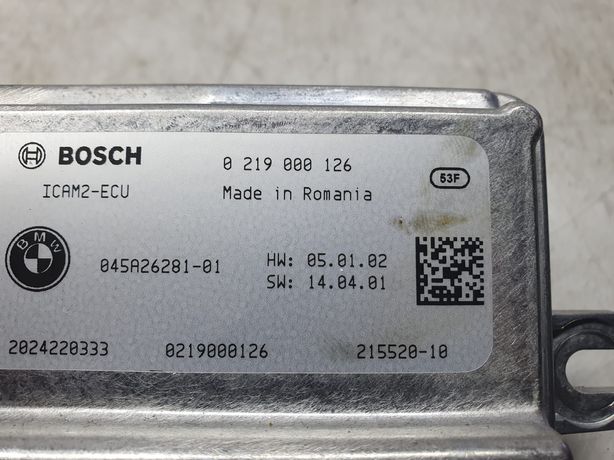 BOSCH 0 219 000 126
53F
ICAM2-ECU Made in Romania
BMW
045A26281-01 HW: 05.01.02
SW: 14.04.01
2024220333 0219000126 215520-10